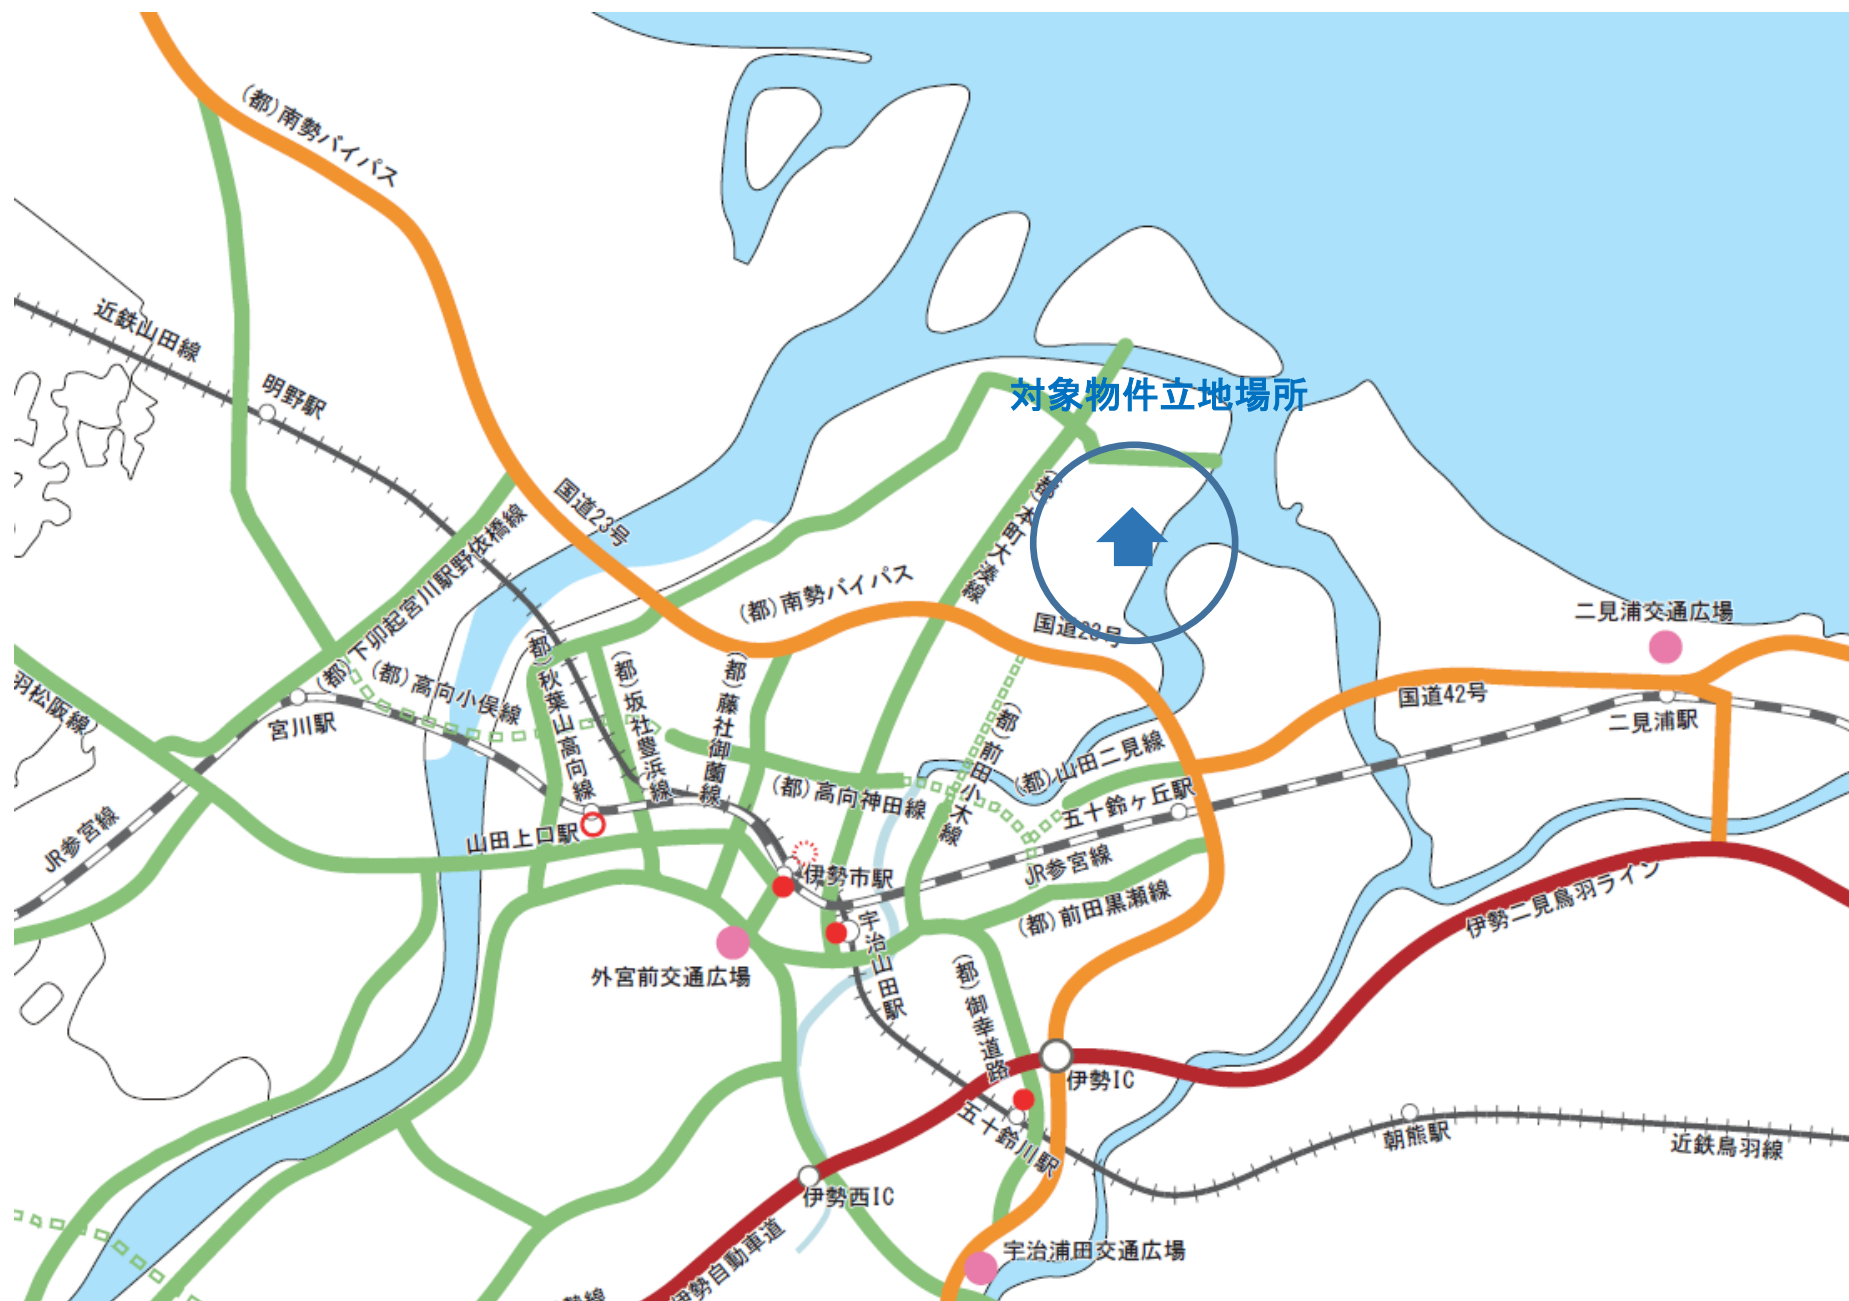 (都)南勢バイパス
近鉄山田線
明野駅
対象物件立地場所
国道23号
(都)本町大湊線
(都)下卯起宮川駅野依橋線
(都)南勢バイパス
国道23号
二見浦交通広場
(都)高向小俣線
(都)秋葉山高向線
(都)坂社豊浜線
(都)藤社御薗線
羽松阪線
宮川駅
国道42号
二見浦駅
(都)前田小木線
(都)山田二見線
(都)高向神田線
五十鈴ヶ丘駅
JR参宮線
山田上口駅
伊勢市駅
JR参宮線
(都)前田黒瀬線
伊勢二見鳥羽ライン
宇治山田駅
外宮前交通広場
(都)御幸道路
伊勢IC
五十鈴川駅
朝熊駅
近鉄鳥羽線
伊勢西IC
宇治浦田交通広場
伊勢自動車道